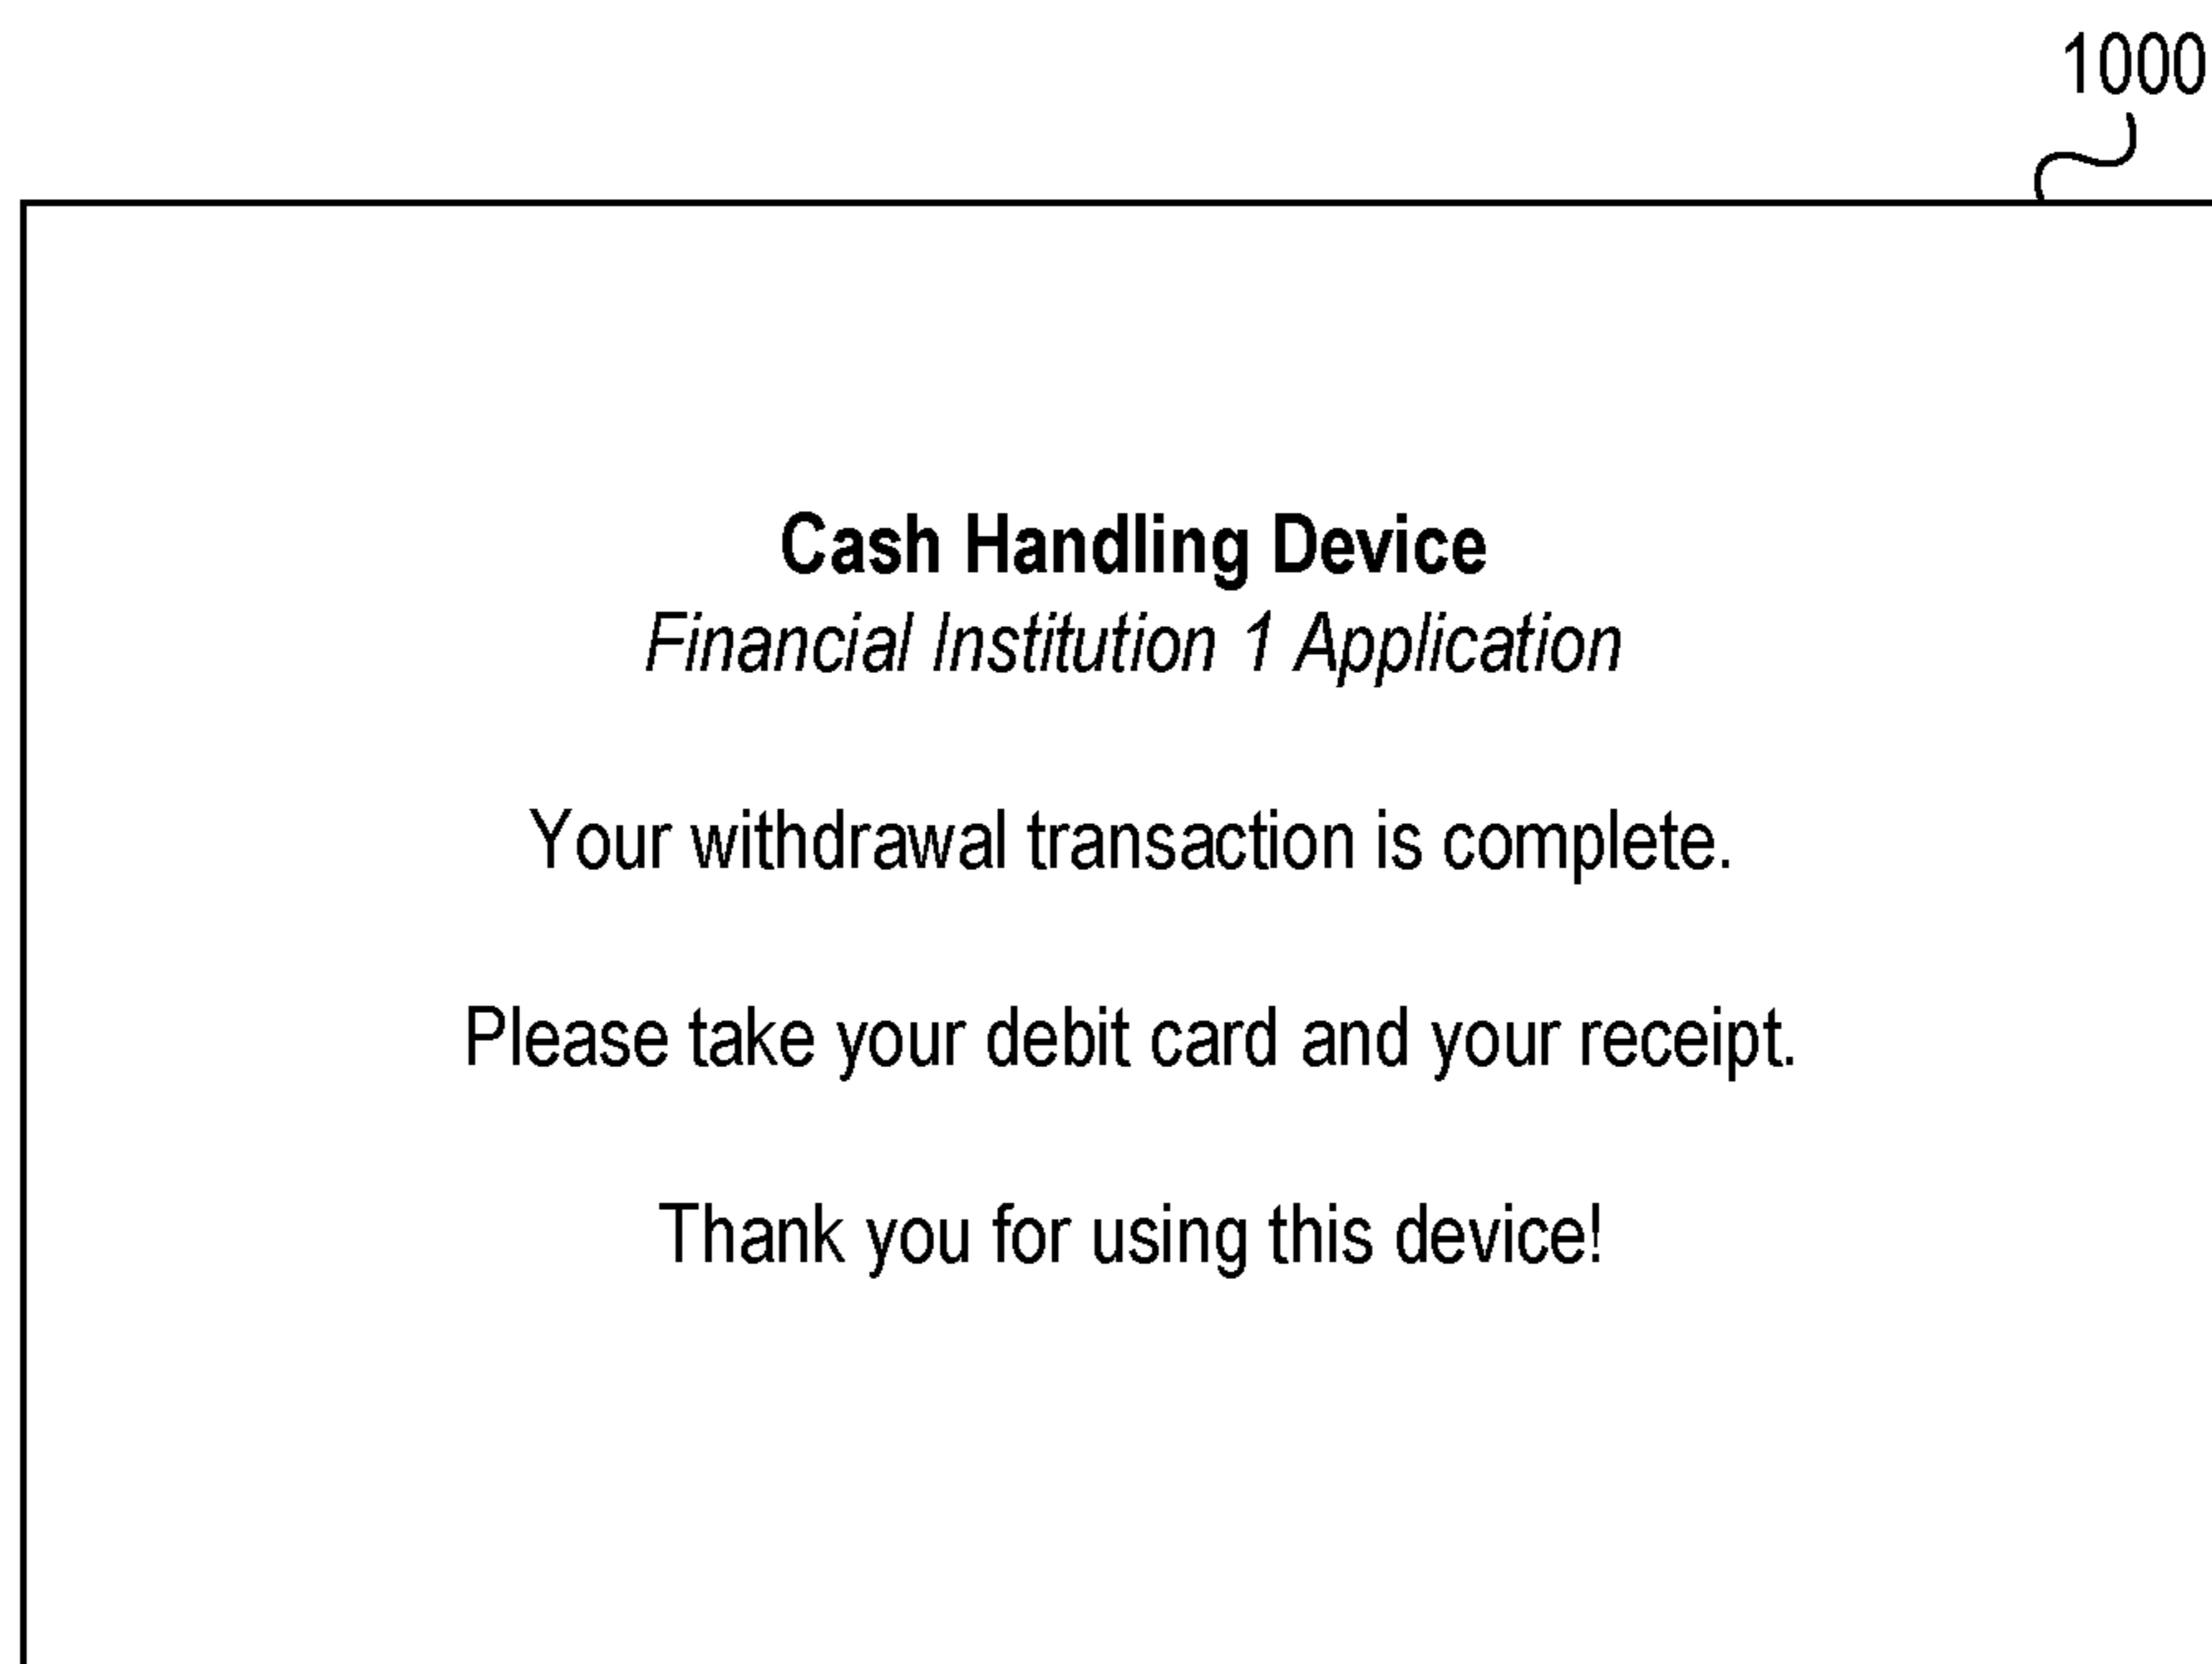 1000
Cash Handling Device
Financial Institution 1 Application
Your withdrawal transaction is complete.
Please take your debit card and your receipt.
Thank you for using this device!